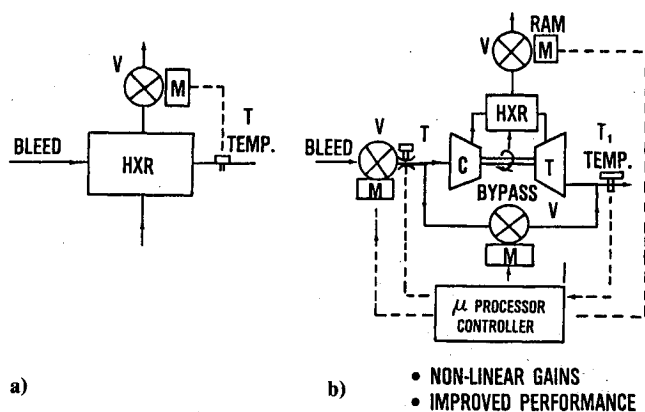 V
M
T
TEMP.
BLEED
HXR
a)
RAM
V
M
HXR
V
T
BLEED
C
T
T₁
TEMP.
BYPASS
V
M
M
μ PROCESSOR
CONTROLLER
b)
• NON-LINEAR GAINS
• IMPROVED PERFORMANCE